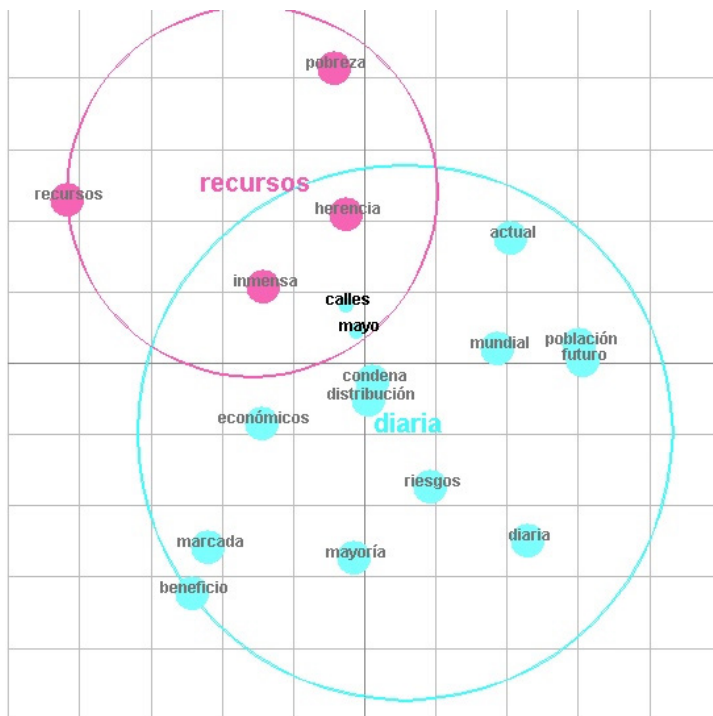 pobreza
recursos
recursos
herencia
actual
inmensa
calles
mayo
mundial
población
futuro
condena
distribución
económicos
diaria
riesgos
diaria
marcada
mayoría
beneficio